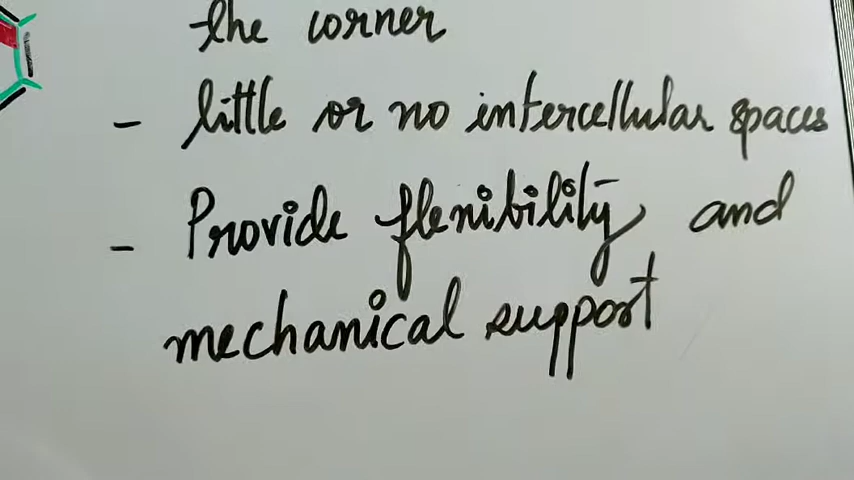 the corner
- little or no intercellular spaces
- Provide flexibility and
mechanical support